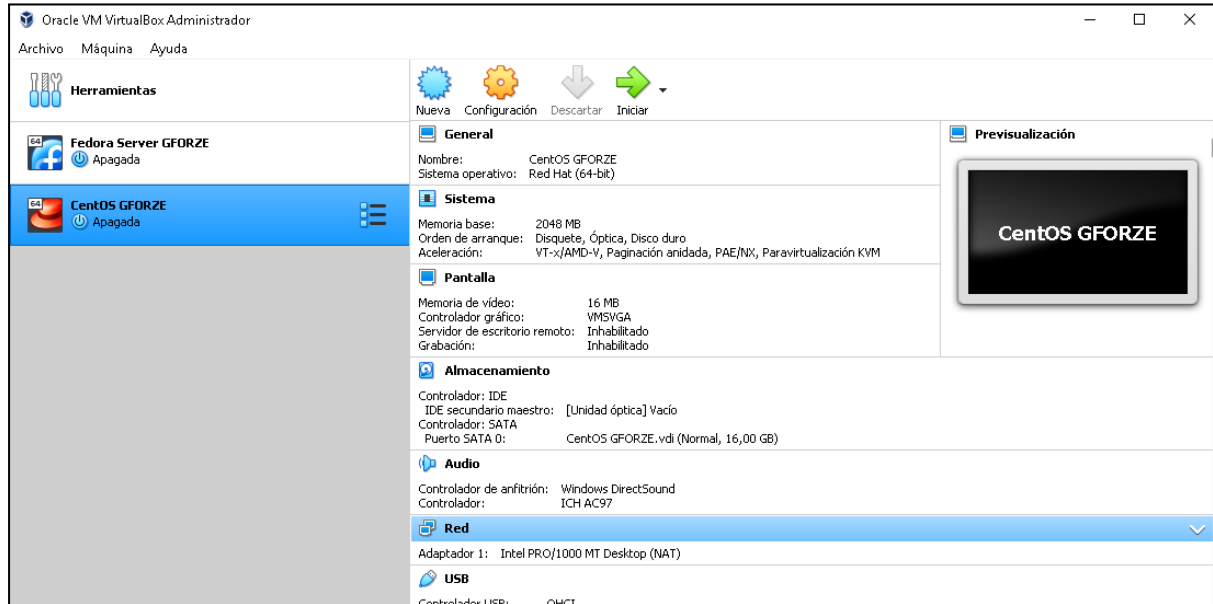 Oracle VM VirtualBox Administrador
Archivo Máquina Ayuda
Herramientas
Nueva Configuración Descartar Iniciar
64
Fedora Server GFORZE
Apagada
64
CentOS GFORZE
Apagada
General
Nombre: CentOS GFORZE
Sistema operativo: Red Hat (64-bit)
Previsualización
CentOS GFORZE
Sistema
Memoria base: 2048 MB
Orden de arranque: Disquete, Óptica, Disco duro
Aceleración: VT-x/AMD-V, Paginación anidada, PAE/NX, Paravirtualización KVM
Pantalla
Memoria de vídeo: 16 MB
Controlador gráfico: VMSVGA
Servidor de escritorio remoto: Inhabilitado
Grabación: Inhabilitado
Almacenamiento
Controlador: IDE
IDE secundario maestro: [Unidad óptica] Vacío
Controlador: SATA
Puerto SATA 0: CentOS GFORZE.vdi (Normal, 16,00 GB)
Audio
Controlador de anfitrión: Windows DirectSound
Controlador: ICH AC97
Red
Adaptador 1: Intel PRO/1000 MT Desktop (NAT)
USB
Controlador USB: OHCI